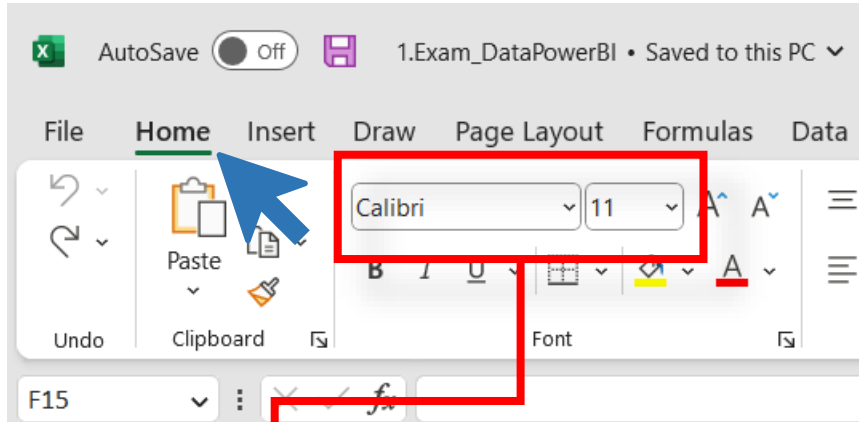 AutoSave Off 1.Exam_DataPowerBI • Saved to this PC
File Home Insert Draw Page Layout Formulas Data
Calibri 11 A A
Paste
B I U A
Undo Clipboard Font
F15 fx